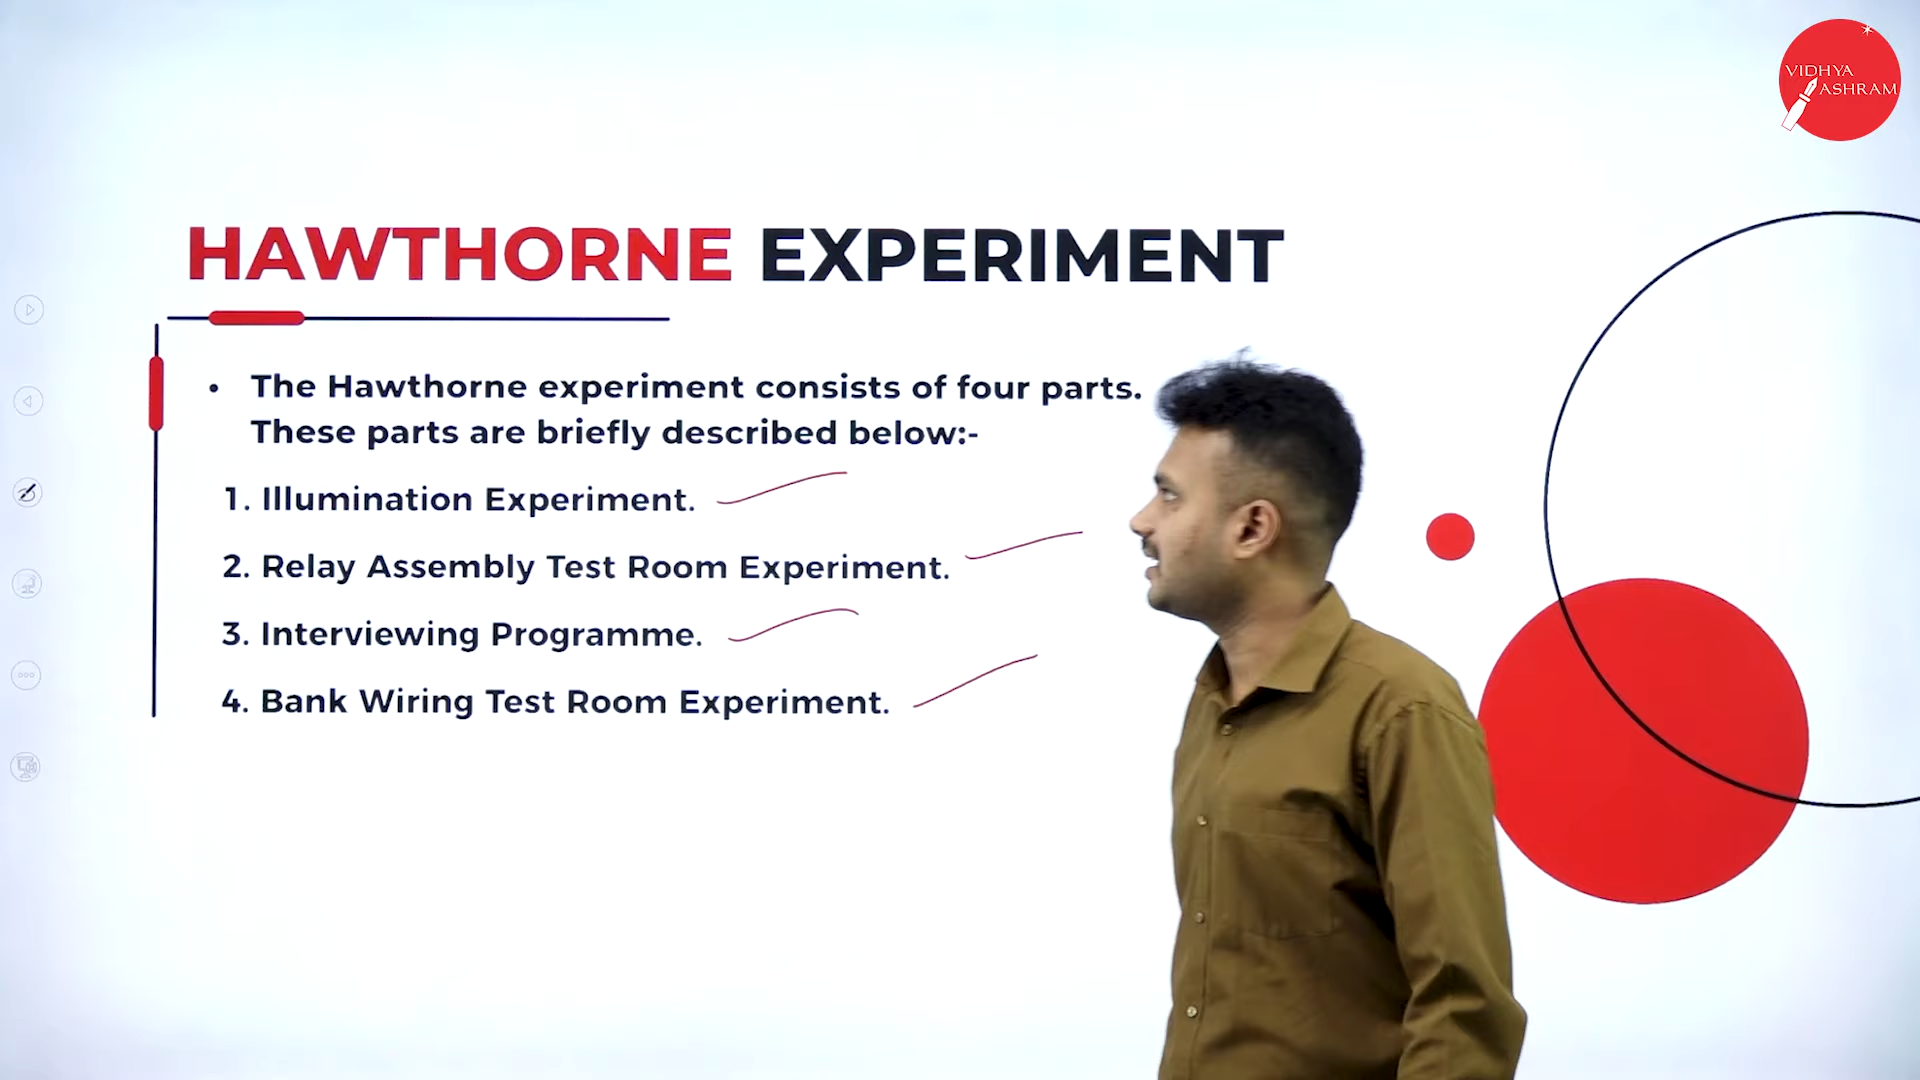 VIDHYA
ASHRAM
HAWTHORNE EXPERIMENT
• The Hawthorne experiment consists of four parts.
These parts are briefly described below:-
1. Illumination Experiment.
2. Relay Assembly Test Room Experiment.
3. Interviewing Programme.
4. Bank Wiring Test Room Experiment.